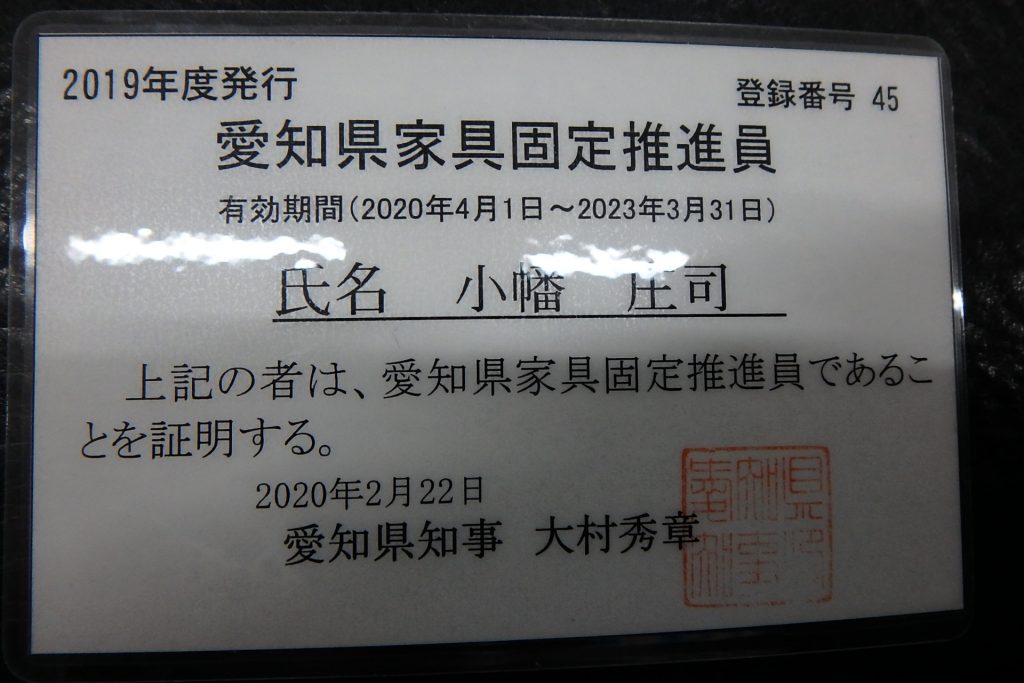 2019年度発行
登録番号 45
愛知県家具固定推進員
有効期間(2020年4月1日～2023年3月31日)
氏名　小幡　庄司
上記の者は、愛知県家具固定推進員であるこ
とを証明する。
2020年2月22日
愛知県知事　大村秀章